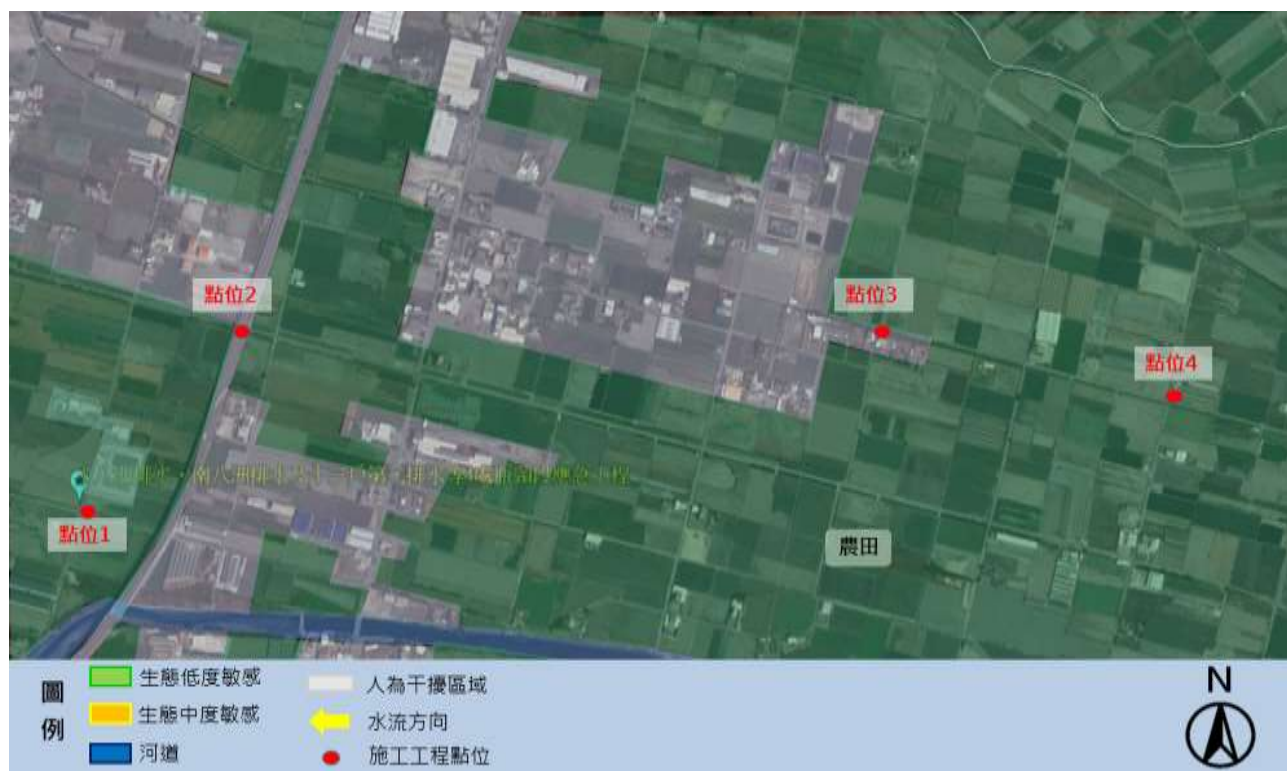 點位2
點位3
點位4
點位1
農田
圖例
生態低度敏感
生態中度敏感
河道
人為干擾區域
水流方向
施工工程點位
N